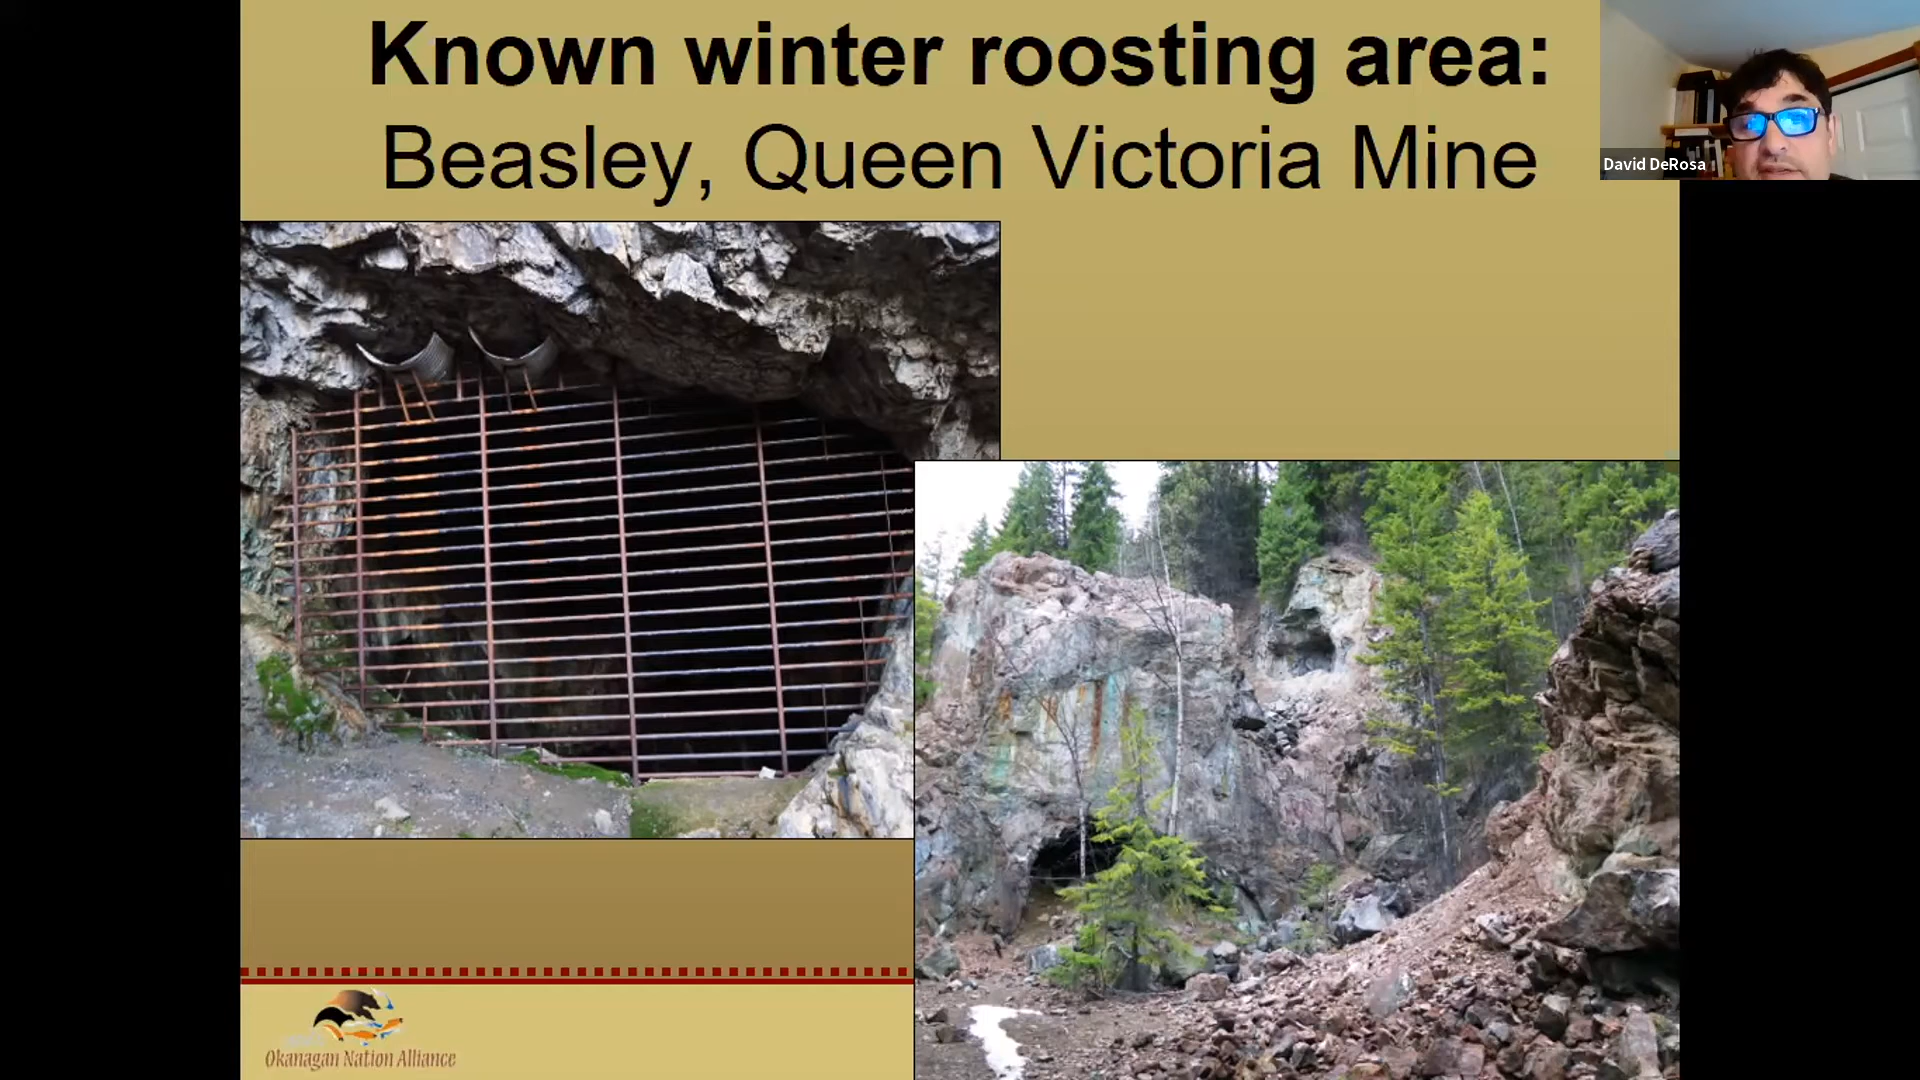 Known winter roosting area:
Beasley, Queen Victoria Mine
David DeRosa
Okanagan Nation Alliance